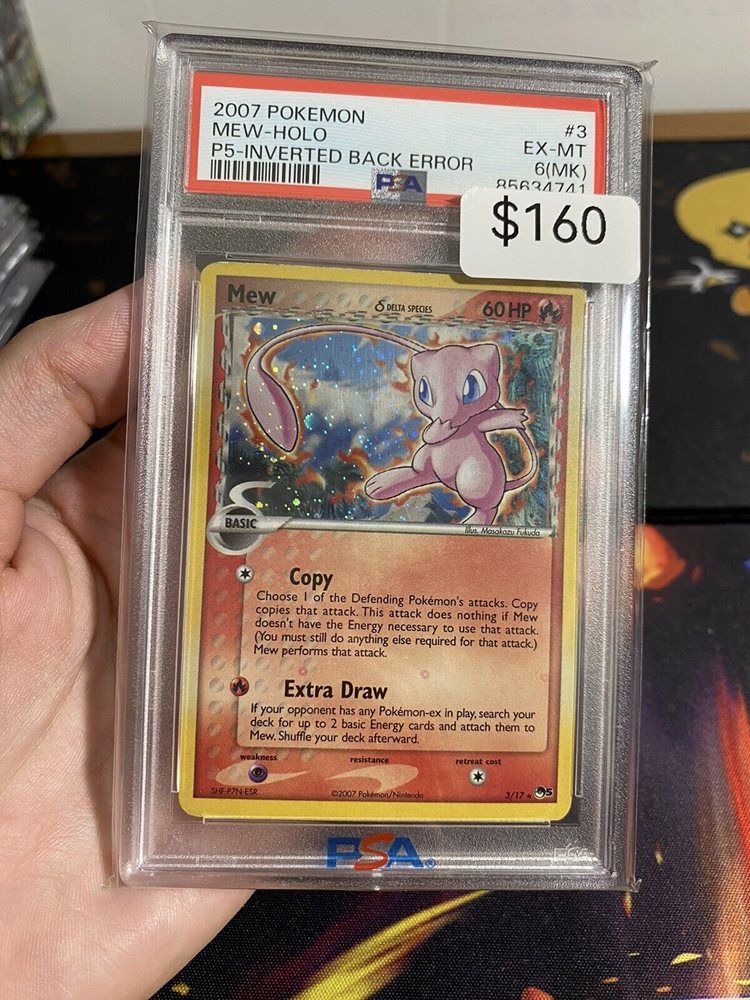 2007 POKEMON #3
MEW-HOLO EX-MT
P5-INVERTED BACK ERROR 6(MK)
PSA 85634741
$160
Mew δ DELTA SPECIES 60 HP
BASIC
Illus. Masakazu Fukuda
Copy
Choose 1 of the Defending Pokémon's attacks. Copy
copies that attack. This attack does nothing if Mew
doesn't have the Energy necessary to use that attack.
(You must still do anything else required for that attack.)
Mew performs that attack.
Extra Draw
If your opponent has any Pokémon-ex in play, search your
deck for up to 2 basic Energy cards and attach them to
Mew. Shuffle your deck afterward.
weakness resistance retreat cost
SHF-P7N-ESR ©2007 Pokémon/Nintendo 3/17 ★ 5
PSA®